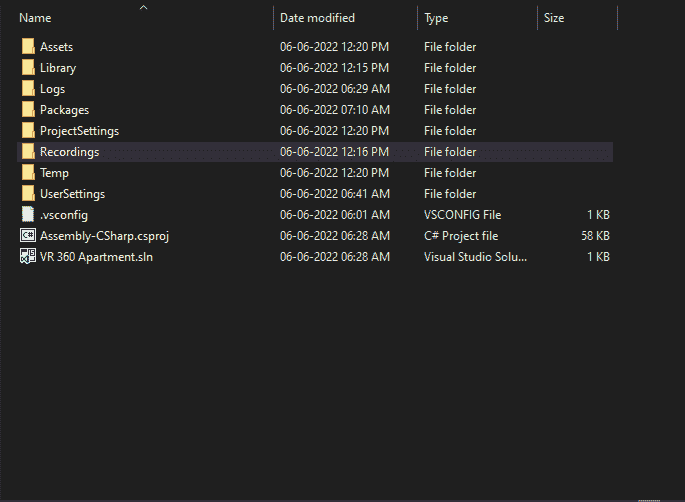 Name Date modified Type Size
Assets 06-06-2022 12:20 PM File folder
Library 06-06-2022 12:15 PM File folder
Logs 06-06-2022 06:29 AM File folder
Packages 06-06-2022 07:10 AM File folder
ProjectSettings 06-06-2022 12:20 PM File folder
Recordings 06-06-2022 12:16 PM File folder
Temp 06-06-2022 12:20 PM File folder
UserSettings 06-06-2022 06:41 AM File folder
.vsconfig 06-06-2022 06:01 AM VSCONFIG File 1 KB
C# Assembly-CSharp.csproj 06-06-2022 06:28 AM C# Project file 58 KB
VR 360 Apartment.sln 06-06-2022 06:28 AM Visual Studio Solu... 1 KB